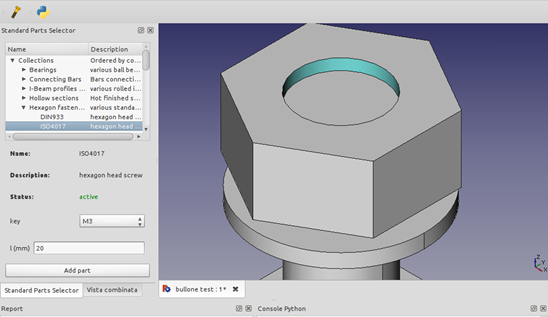 Standard Parts Selector
Name Description
Collections Ordered by co...
Bearings various ball be...
Connecting Bars Bars connectin...
I-Beam profiles ... various rolled i...
Hollow sections Hot finished s...
Hexagon fasten... various standa...
DIN933 hexagon head ...
ISO4017 hexagon head ...
Name: ISO4017
Description: hexagon head screw
Status: active
key M3
l (mm) 20
Add part
Standard Parts Selector Vista combinata
bullone test : 1*
Z
Y
X
Report Console Python